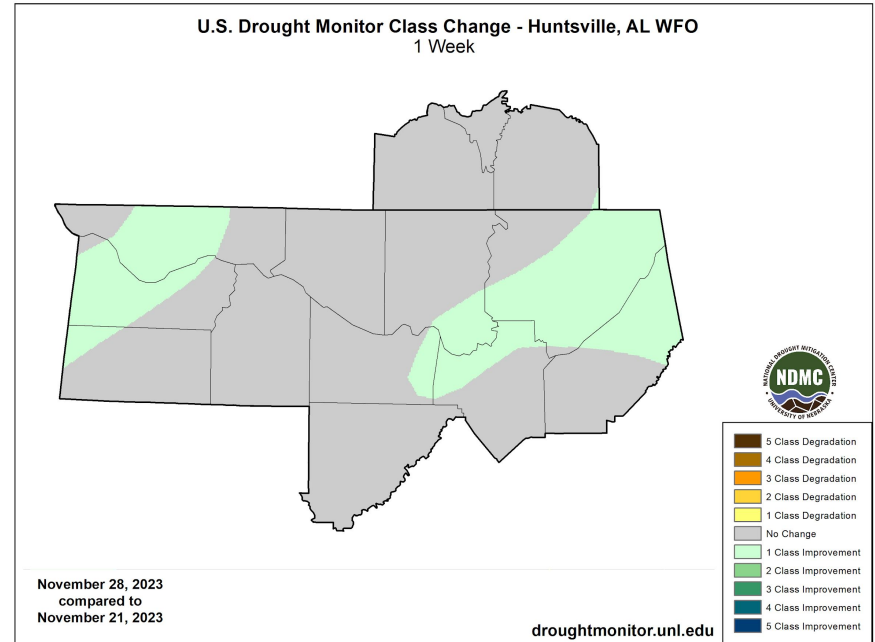 U.S. Drought Monitor Class Change - Huntsville, AL WFO
1 Week
NATIONAL DROUGHT MITIGATION CENTER
NDMC
UNIVERSITY OF NEBRASKA
5 Class Degradation
4 Class Degradation
3 Class Degradation
2 Class Degradation
1 Class Degradation
No Change
1 Class Improvement
2 Class Improvement
3 Class Improvement
4 Class Improvement
5 Class Improvement
November 28, 2023
compared to
November 21, 2023
droughtmonitor.unl.edu